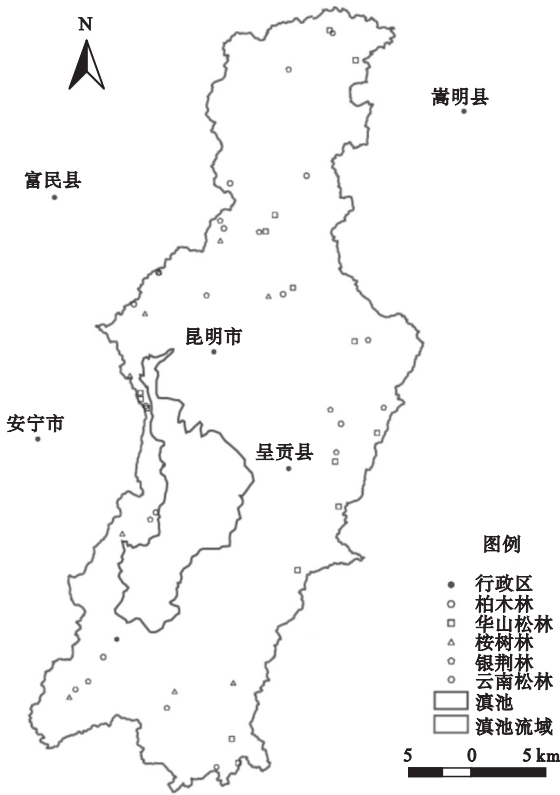 N
嵩明县
富民县
昆明市
安宁市
呈贡县
图例
行政区
柏木林
华山松林
桉树林
银荆林
云南松林
滇池
滇池流域
5 0 5 km